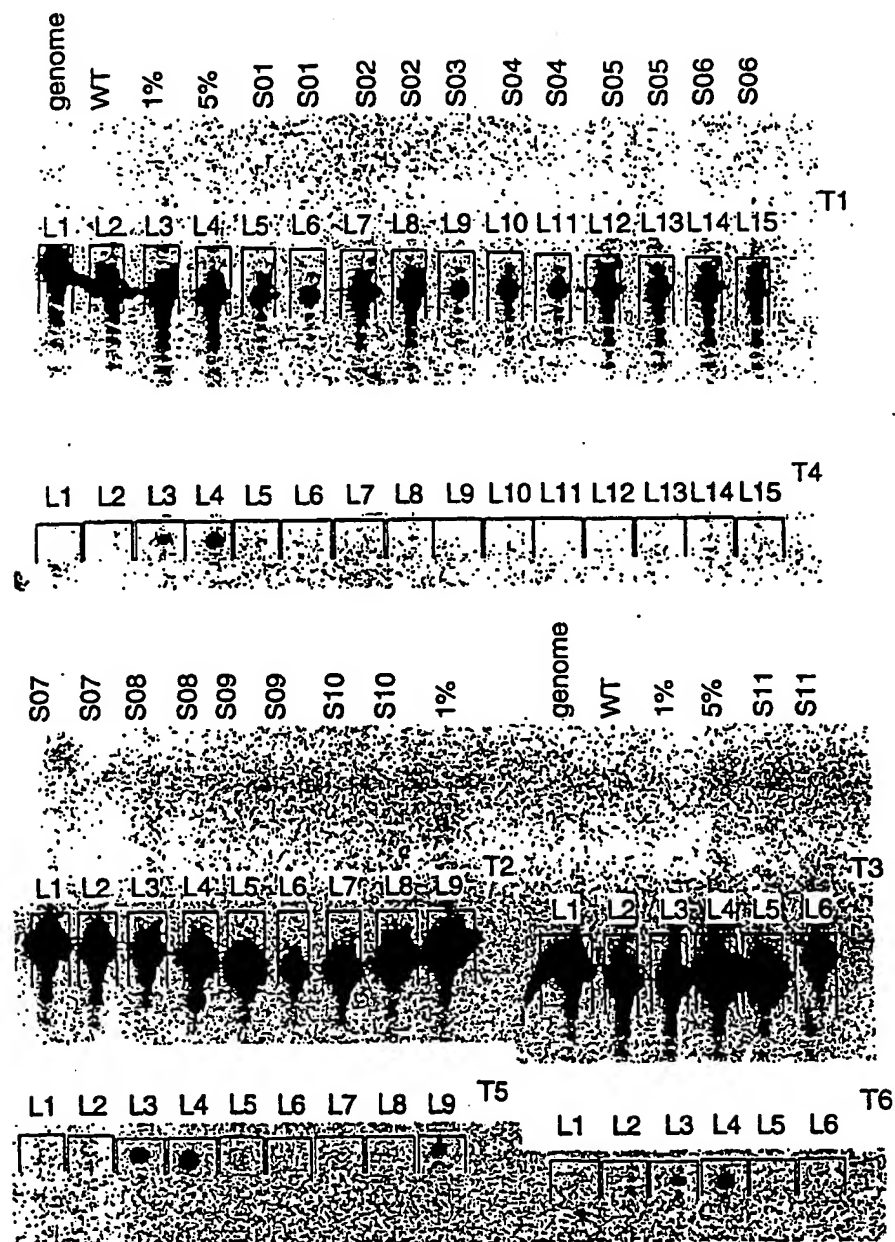 genome WT 1% 5% S01 S01 S02 S02 S03 S04 S04 S05 S05 S06 S06
T1
L1 L2 L3 L4 L5 L6 L7 L8 L9 L10 L11 L12 L13 L14 L15
T4
L1 L2 L3 L4 L5 L6 L7 L8 L9 L10 L11 L12 L13 L14 L15
S07 S07 S08 S08 S09 S09 S10 S10 1% genome WT 1% 5% S11 S11
T2 T3
L1 L2 L3 L4 L5 L6 L7 L8 L9 L1 L2 L3 L4 L5 L6
T5 T6
L1 L2 L3 L4 L5 L6 L7 L8 L9 L1 L2 L3 L4 L5 L6